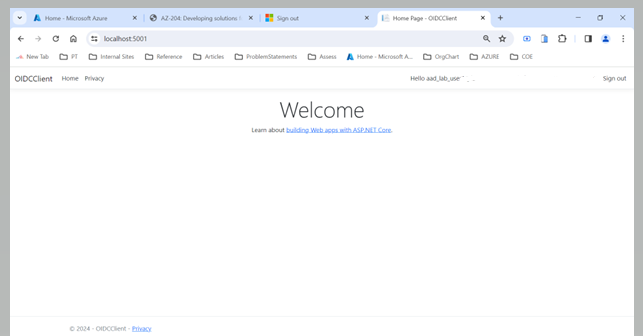 Home - Microsoft Azure
AZ-204: Developing solutions f
Sign out
Home Page - OIDCClient
localhost:5001
New Tab
PT
Internal Sites
Reference
Articles
ProblemStatements
Assess
Home - Microsoft A...
OrgChart
AZURE
COE
OIDCClient Home Privacy Hello aad_lab_use Sign out
Welcome
Learn about building Web apps with ASP.NET Core.
© 2024 - OIDCClient - Privacy